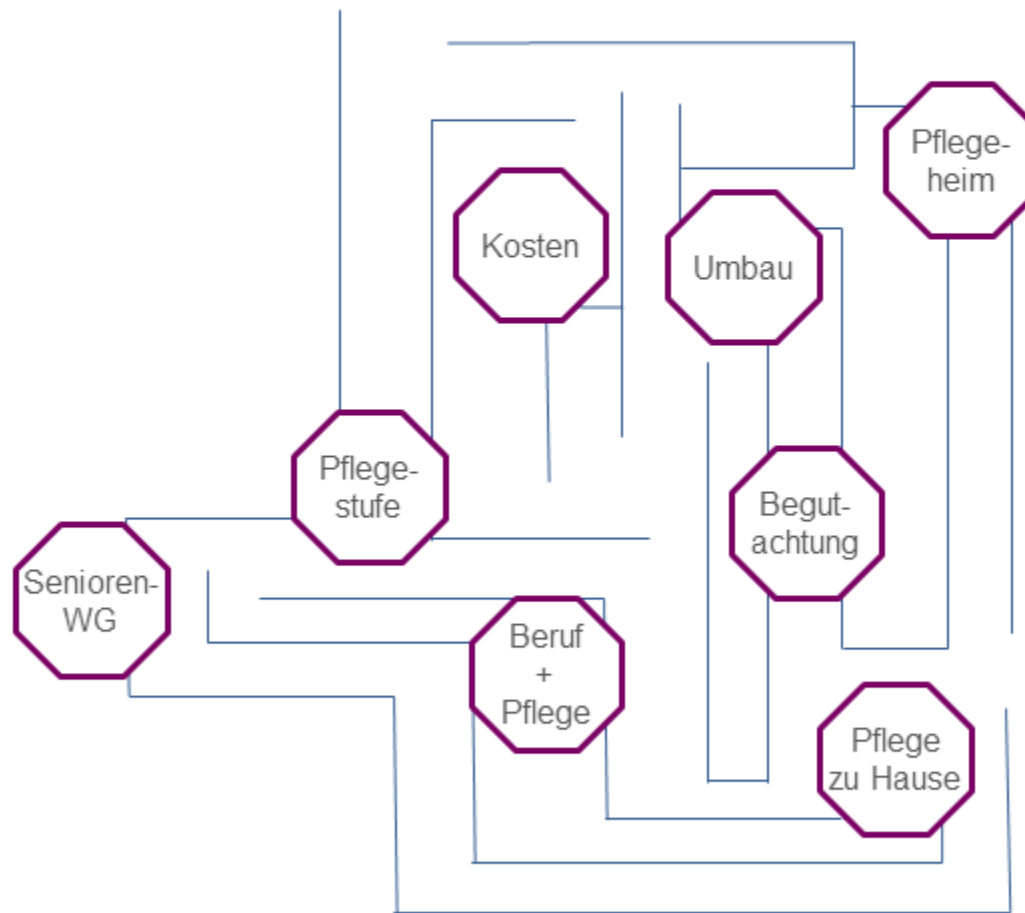 Pflege-
heim
Kosten
Umbau
Pflege-
stufe
Begut-
achtung
Senioren-
WG
Beruf
+
Pflege
Pflege
zu Hause